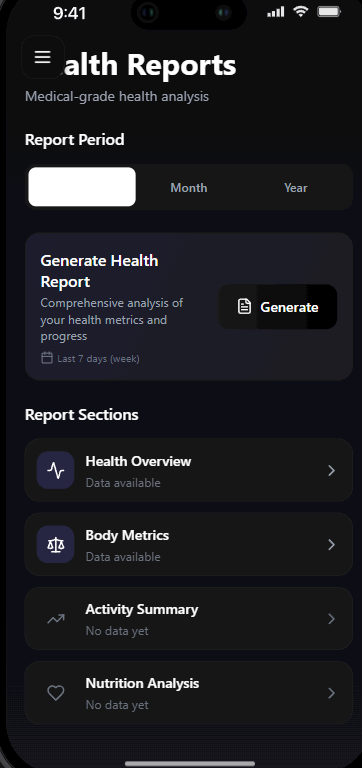 9:41
alth Reports
Medical-grade health analysis
Report Period
Month
Year
Generate Health
Report
Comprehensive analysis of
your health metrics and
progress
Last 7 days (week)
Generate
Report Sections
Health Overview
Data available
Body Metrics
Data available
Activity Summary
No data yet
Nutrition Analysis
No data yet